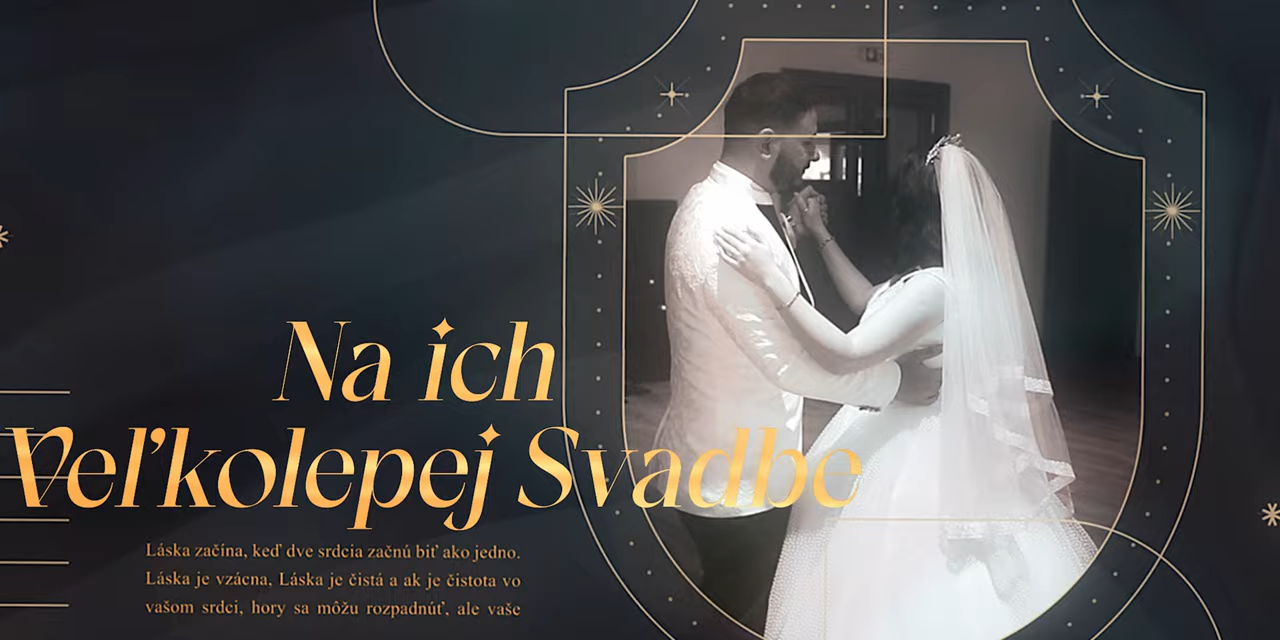 Na ich
Veľkolepej Svadbe
Láska začína, keď dve srdcia začnú biť ako jedno.
Láska je vzácna, Láska je čistá a ak je čistota vo
vašom srdci, hory sa môžu rozpadnúť, ale vaše